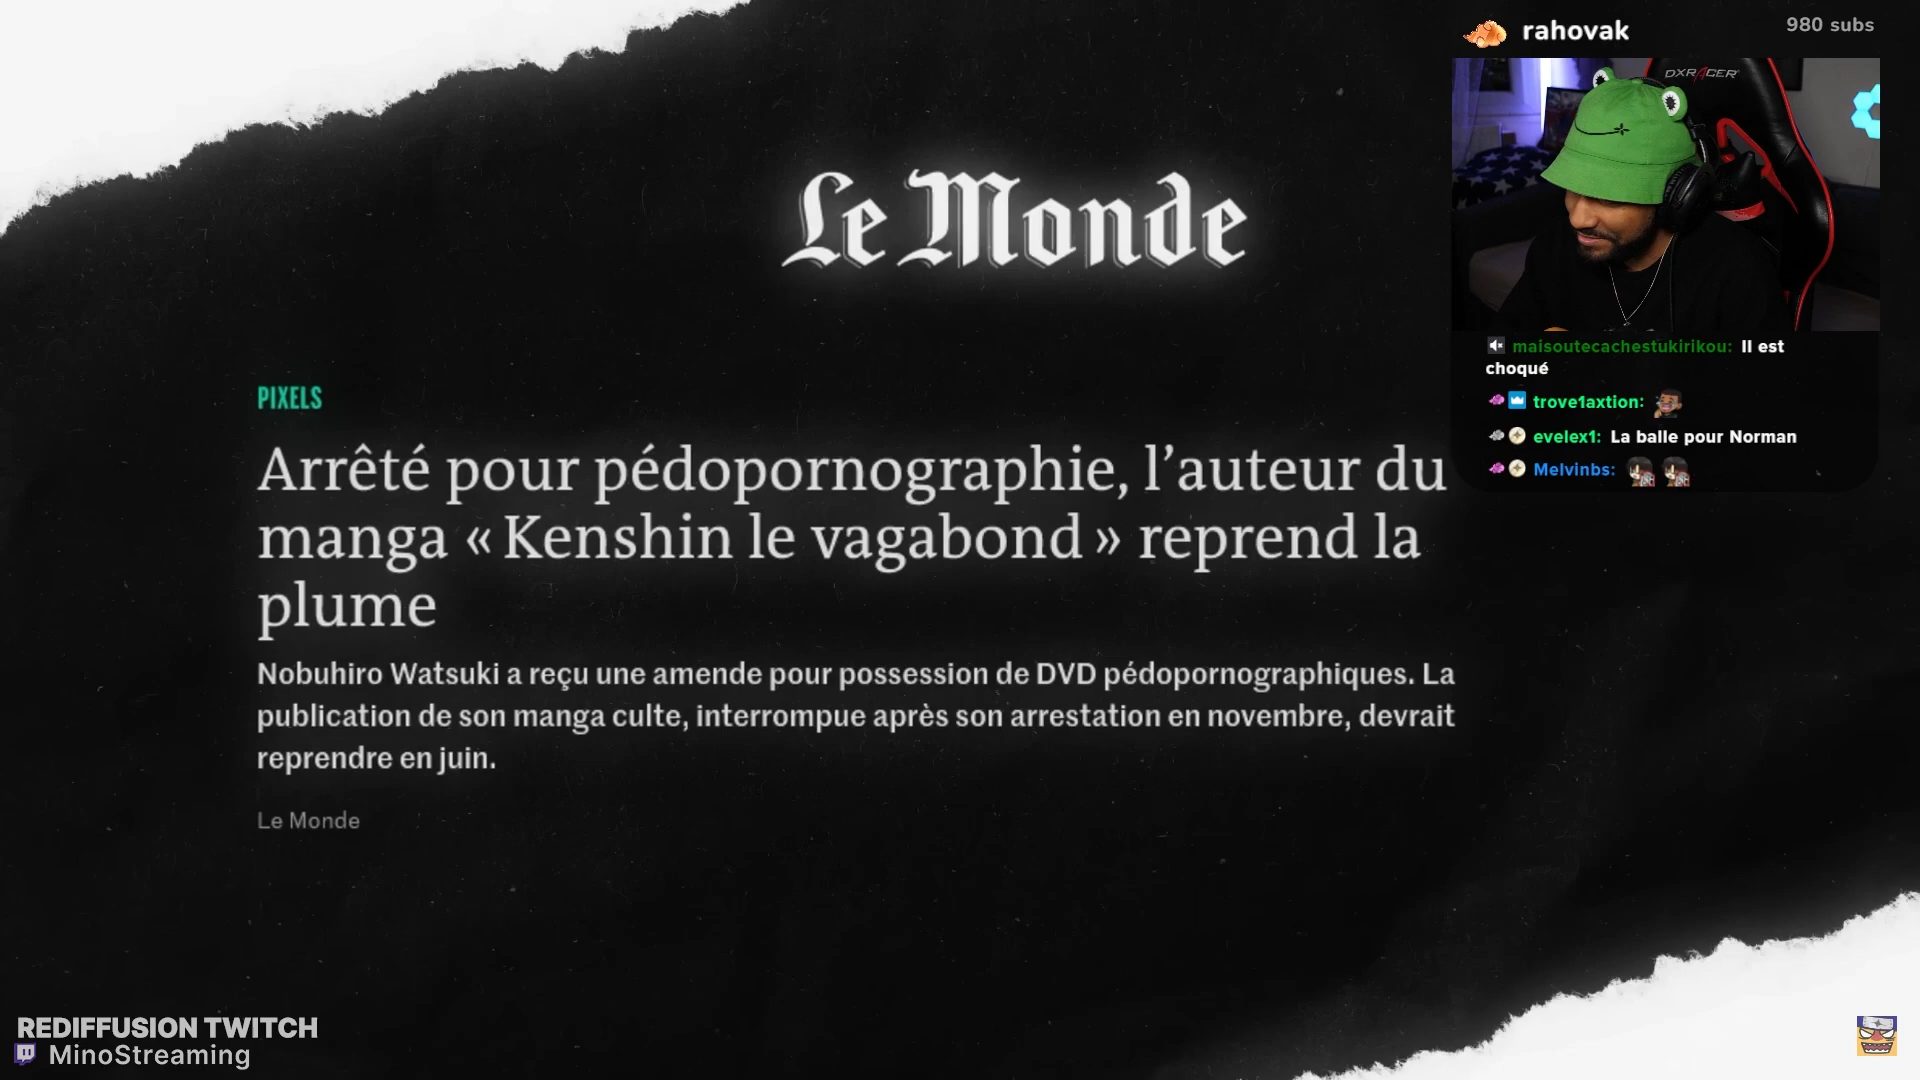 rahovak
980 subs
DXRACER
Le Monde
maisoutecachestukirikou: Il est
choqué
trove1axtion:
evelex1: La balle pour Norman
Melvinbs:
PIXELS
Arrêté pour pédopornographie, l’auteur du
manga « Kenshin le vagabond » reprend la
plume
Nobuhiro Watsuki a reçu une amende pour possession de DVD pédopornographiques. La
publication de son manga culte, interrompue après son arrestation en novembre, devrait
reprendre en juin.
Le Monde
REDIFFUSION TWITCH
MinoStreaming